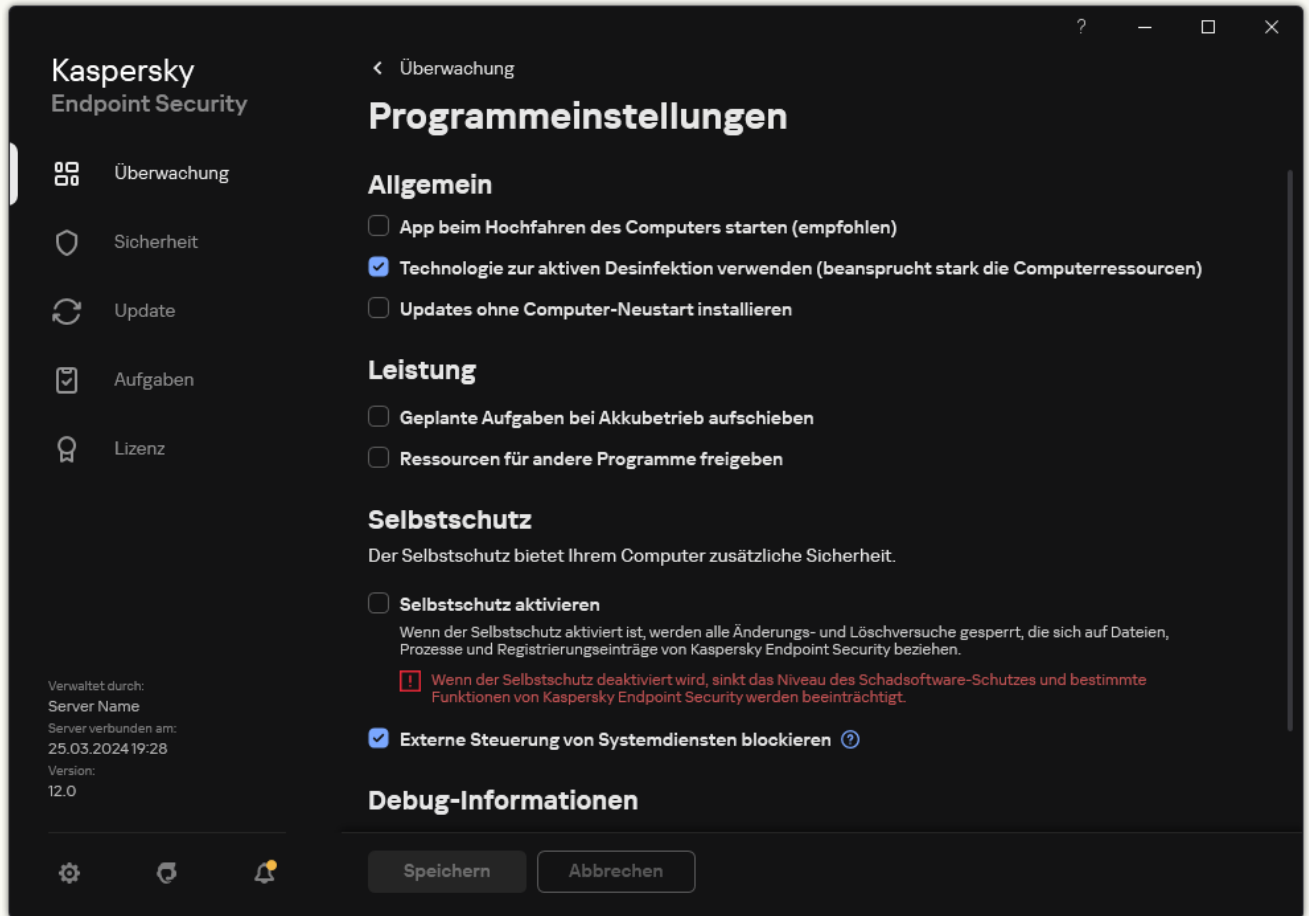 ?
Kaspersky
Endpoint Security
Überwachung
Sicherheit
Update
Aufgaben
Lizenz
Verwaltet durch:
Server Name
Server verbunden am:
25.03.2024 19:28
Version:
12.0
Überwachung
Programmeinstellungen
Allgemein
App beim Hochfahren des Computers starten (empfohlen)
Technologie zur aktiven Desinfektion verwenden (beansprucht stark die Computerressourcen)
Updates ohne Computer-Neustart installieren
Leistung
Geplante Aufgaben bei Akkubetrieb aufschieben
Ressourcen für andere Programme freigeben
Selbstschutz
Der Selbstschutz bietet Ihrem Computer zusätzliche Sicherheit.
Selbstschutz aktivieren
Wenn der Selbstschutz aktiviert ist, werden alle Änderungs- und Löschversuche gesperrt, die sich auf Dateien,
Prozesse und Registrierungseinträge von Kaspersky Endpoint Security beziehen.
! Wenn der Selbstschutz deaktiviert wird, sinkt das Niveau des Schadsoftware-Schutzes und bestimmte
Funktionen von Kaspersky Endpoint Security werden beeinträchtigt.
Externe Steuerung von Systemdiensten blockieren ?
Debug-Informationen
Speichern Abbrechen